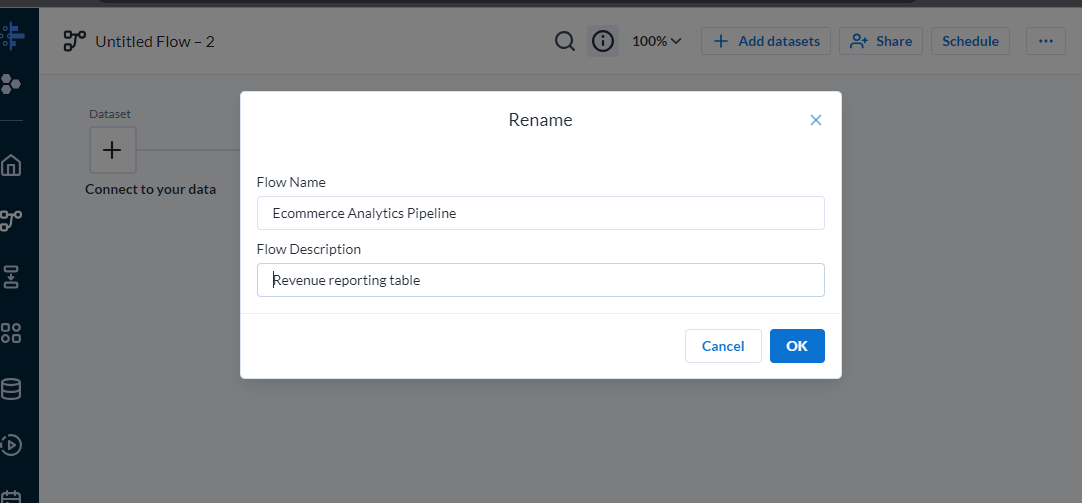 Untitled Flow – 2
100%
Add datasets
Share
Schedule
Dataset
Connect to your data
Rename
Flow Name
Ecommerce Analytics Pipeline
Flow Description
Revenue reporting table
Cancel
OK